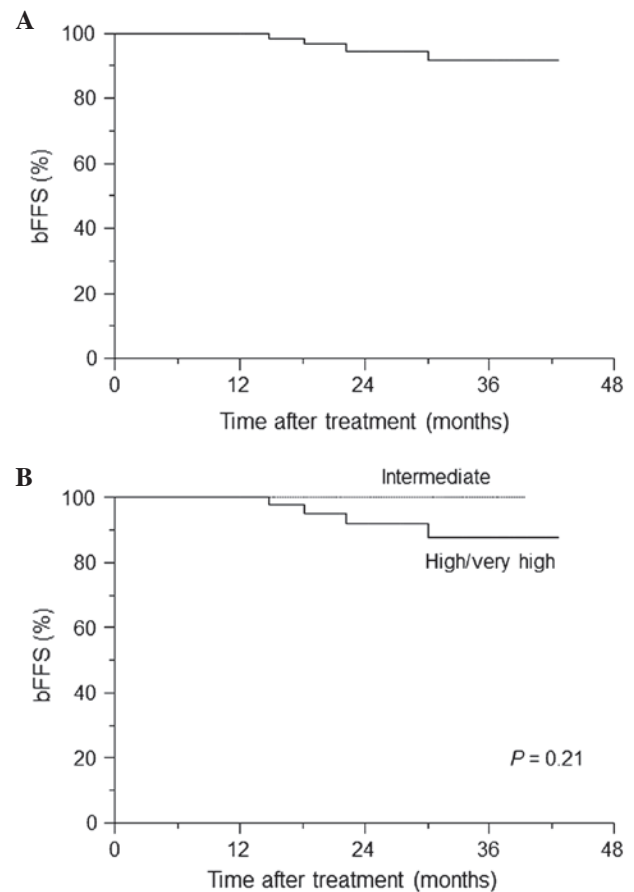 A
100
80
60
40
20
0
bFFS (%)
0 12 24 36 48
Time after treatment (months)
B
Intermediate
100
80
60
40
20
0
bFFS (%)
High/very high
P = 0.21
0 12 24 36 48
Time after treatment (months)